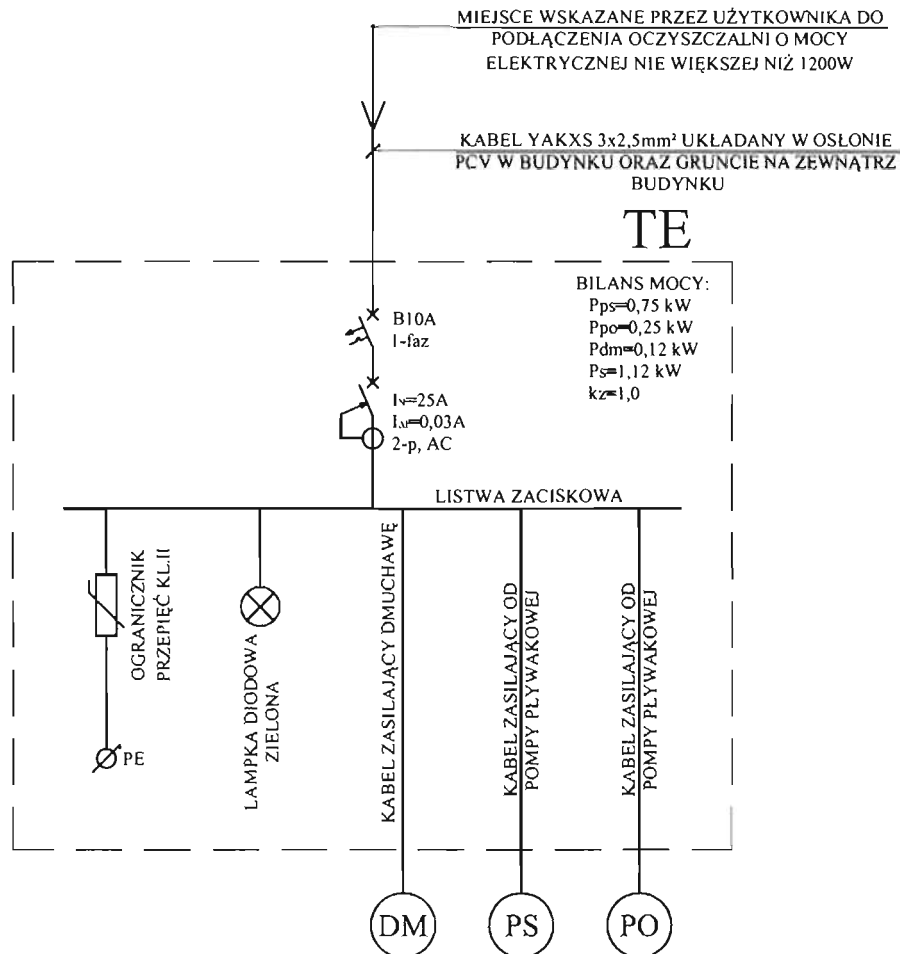 MIEJSCE WSKAZANE PRZEZ UŻYTKOWNIKA DO
PODŁĄCZENIA OCZYSZCZALNI O MOCY
ELEKTRYCZNEJ NIE WIĘKSZEJ NIŻ 1200W
KABEL YAKXS 3x2,5mm² UKŁADANY W OSŁONIE
PCV W BUDYNKU ORAZ GRUNCIE NA ZEWNĄTRZ
BUDYNKU
TE
BILANS MOCY:
Pps=0,75 kW
Ppo=0,25 kW
Pdm=0,12 kW
Ps=1,12 kW
kz=1,0
B10A
1-faz
IN=25A
IΔN=0,03A
2-p, AC
LISTWA ZACISKOWA
OGRANICZNIK
PRZEPIĘĆ KL.II
PE
LAMPKA DIODOWA
ZIELONA
KABEL ZASILAJĄCY DMUCHAWĘ
KABEL ZASILAJĄCY OD
POMPY PŁYWAKOWEJ
KABEL ZASILAJĄCY OD
POMPY PŁYWAKOWEJ
DM
PS
PO